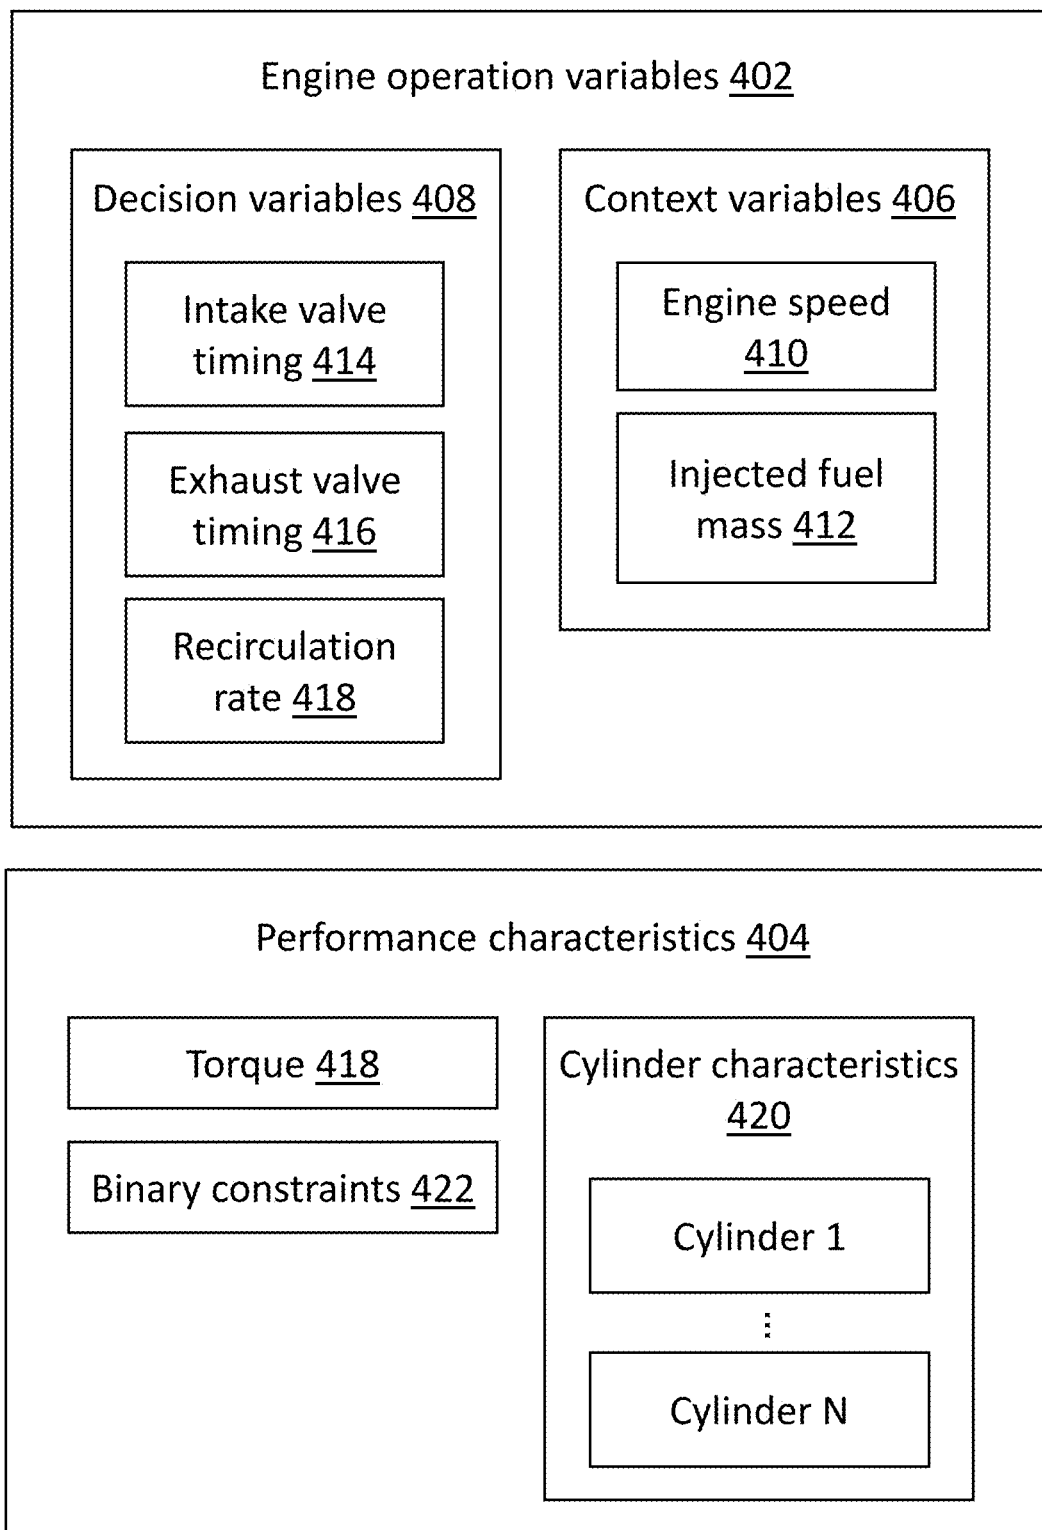 Engine operation variables 402
Decision variables 408
Intake valve
timing 414
Exhaust valve
timing 416
Recirculation
rate 418
Context variables 406
Engine speed
410
Injected fuel
mass 412
Performance characteristics 404
Torque 418
Binary constraints 422
Cylinder characteristics
420
Cylinder 1
⋮
Cylinder N